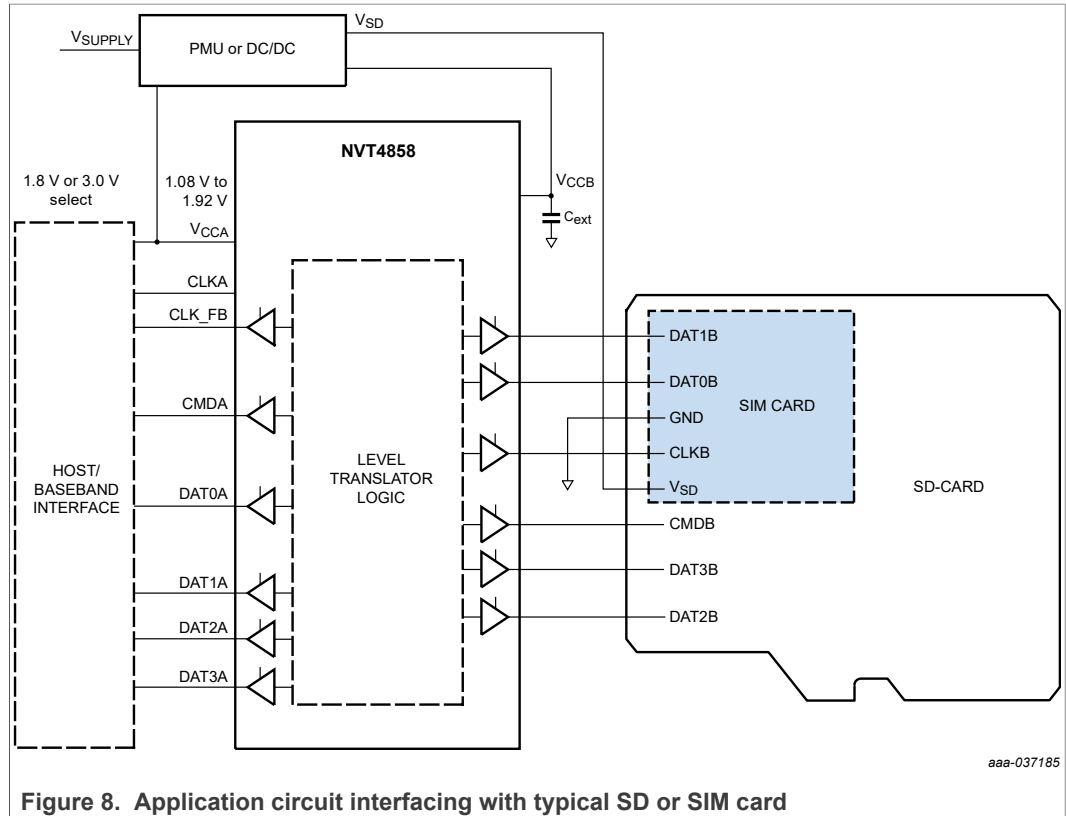 VSUPPLY
PMU or DC/DC
VSD
NVT4858
1.8 V or 3.0 V
select
1.08 V to
1.92 V
VCCA
VCCB
Cext
CLKA
CLK_FB
CMDA
DAT0A
DAT1A
DAT2A
DAT3A
HOST/
BASEBAND
INTERFACE
LEVEL
TRANSLATOR
LOGIC
DAT1B
DAT0B
GND
CLKB
VSD
SIM CARD
CMDB
DAT3B
DAT2B
SD-CARD
aaa-037185
Figure 8. Application circuit interfacing with typical SD or SIM card